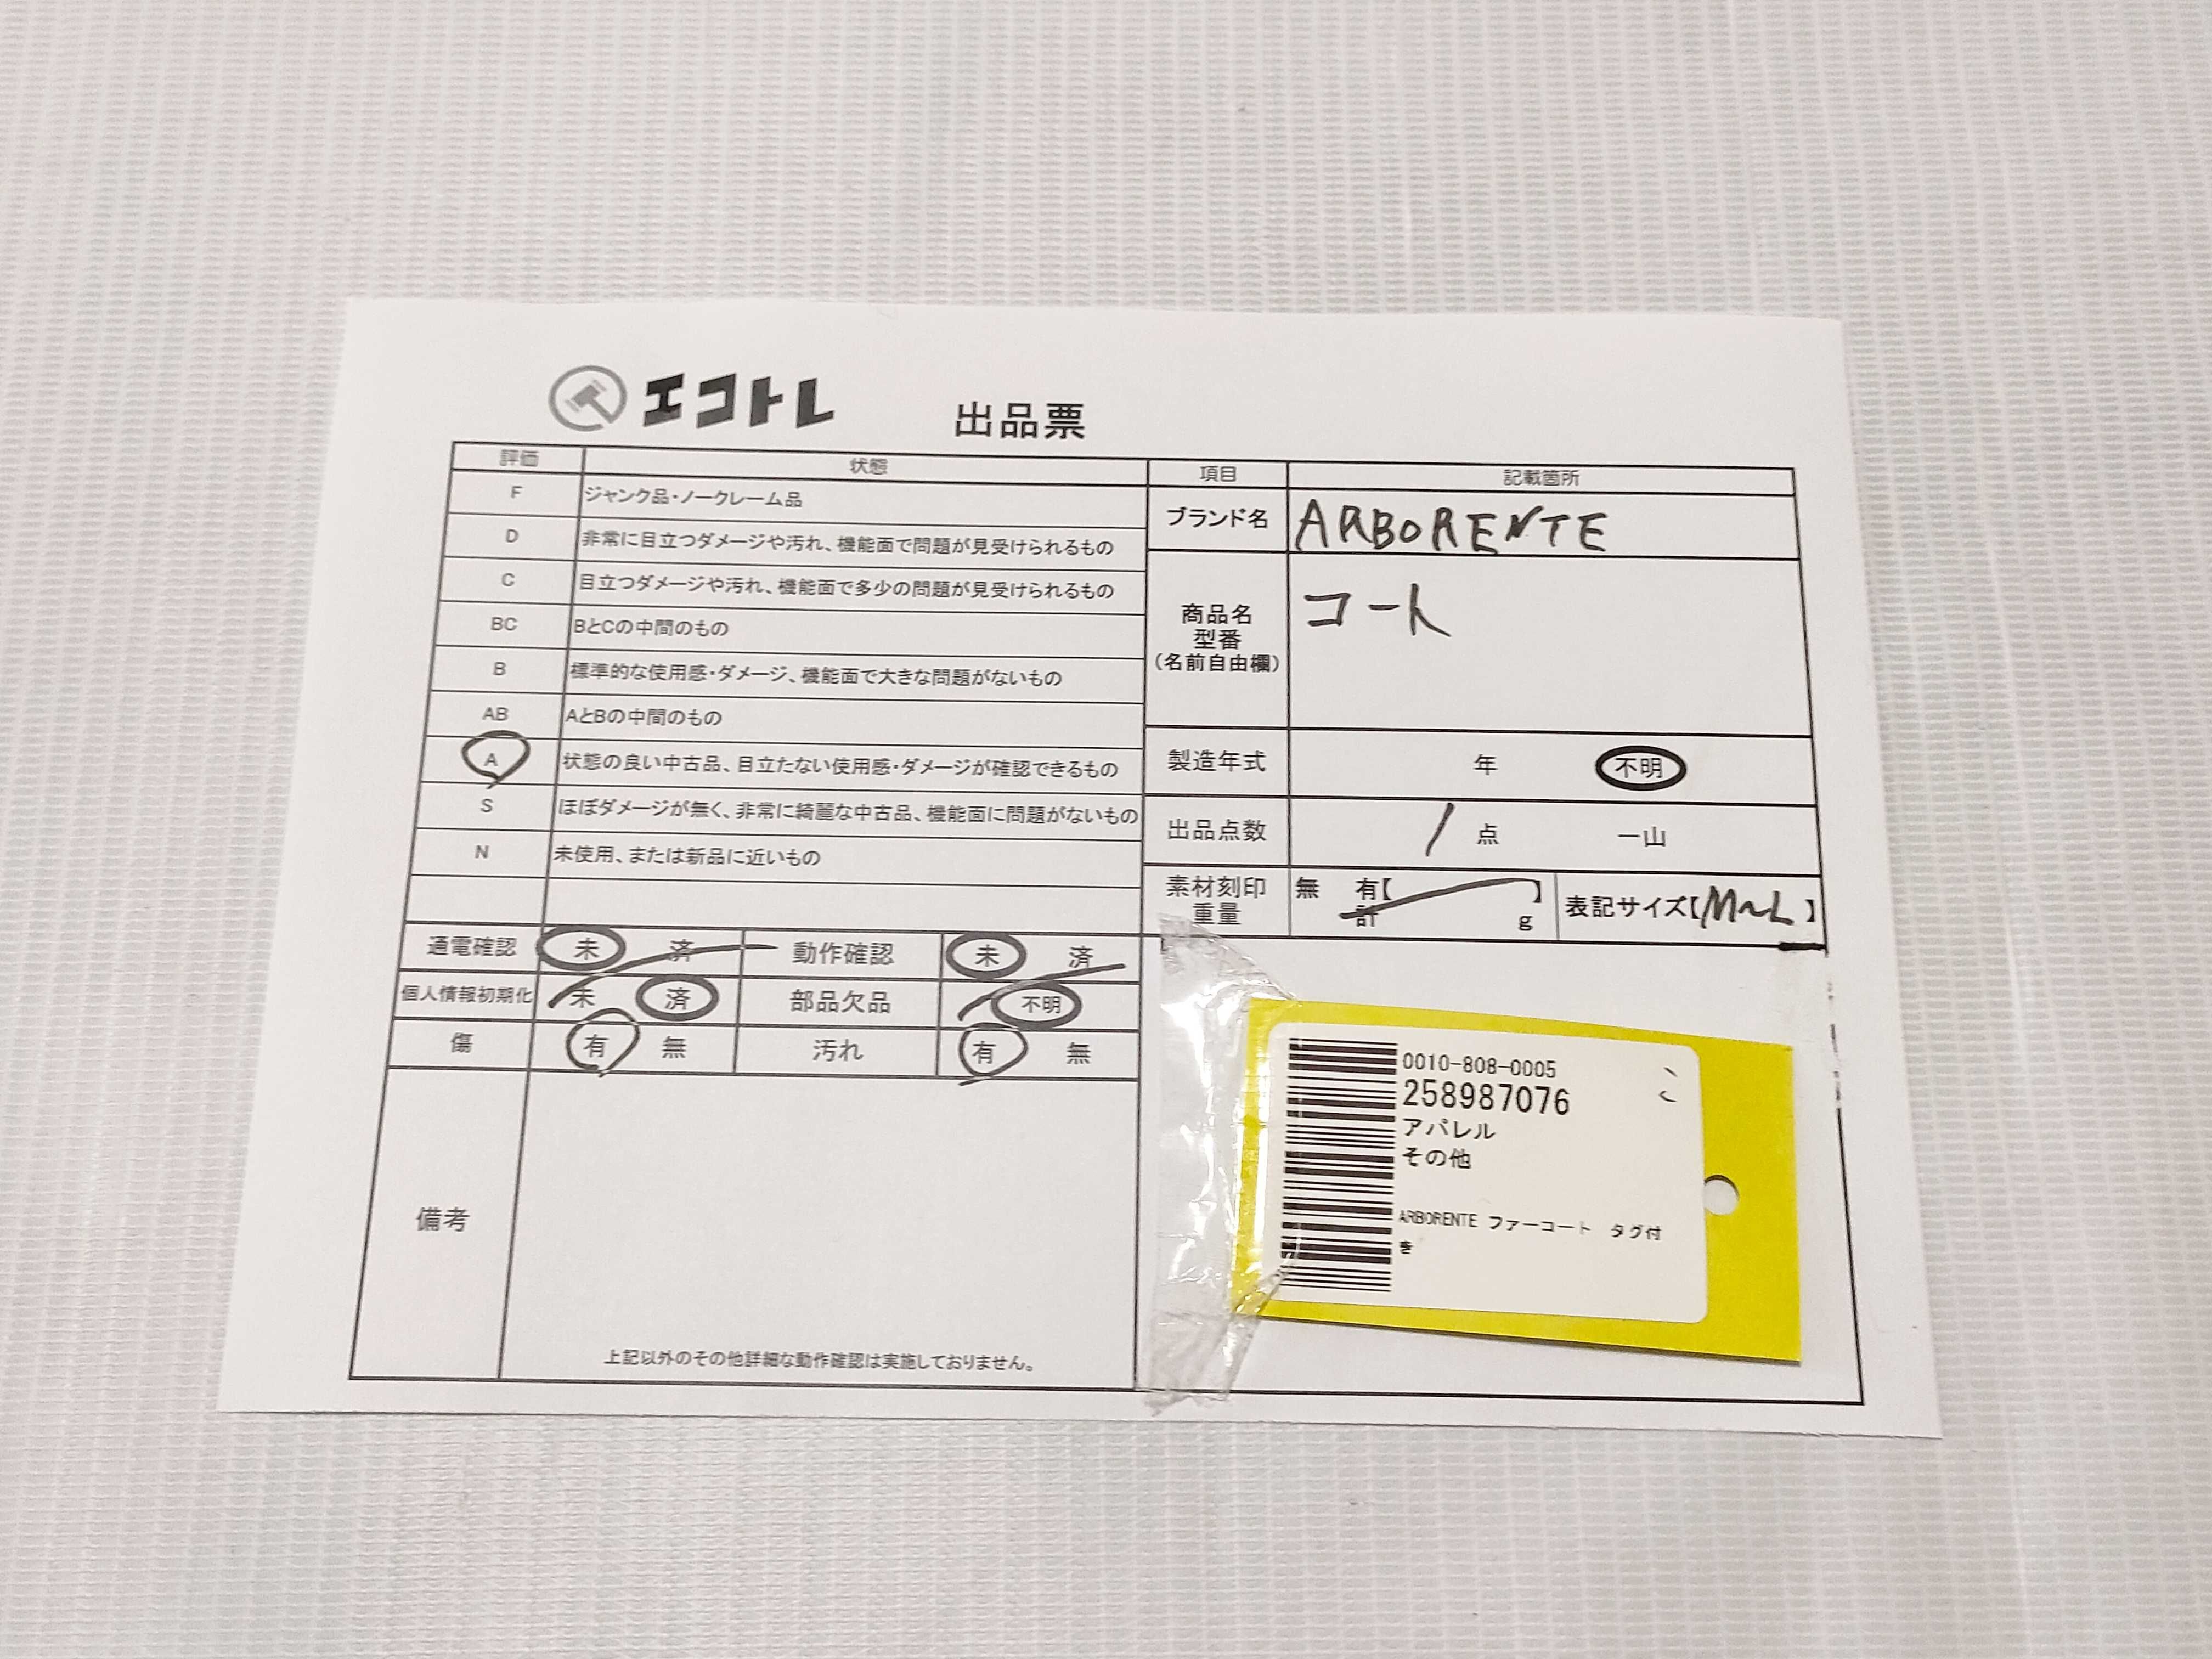 エコトレ 出品票
評価 状態
F ジャンク品・ノークレーム品
D 非常に目立つダメージや汚れ、機能面で問題が見受けられるもの
C 目立つダメージや汚れ、機能面で多少の問題が見受けられるもの
BC BとCの中間のもの
B 標準的な使用感・ダメージ、機能面で大きな問題がないもの
AB AとBの中間のもの
A 状態の良い中古品、目立たない使用感・ダメージが確認できるもの
S ほぼダメージが無く、非常に綺麗な中古品、機能面に問題がないもの
N 未使用、または新品に近いもの
項目 記載箇所
ブランド名 ARBORENTE
商品名
型番
(名前自由欄)
コート
製造年式 年 不明
出品点数 1 点 一山
素材刻印
重量
無 有【 】
計 g
表記サイズ【M〜L】
通電確認 未 済 動作確認 未 済
個人情報初期化 未 済 部品欠品 不明
傷 有 無 汚れ 有 無
備考
上記以外のその他詳細な動作確認は実施しておりません。
0010-808-0005
258987076
アパレル
その他
ARBORENTE ファーコート タグ付
き